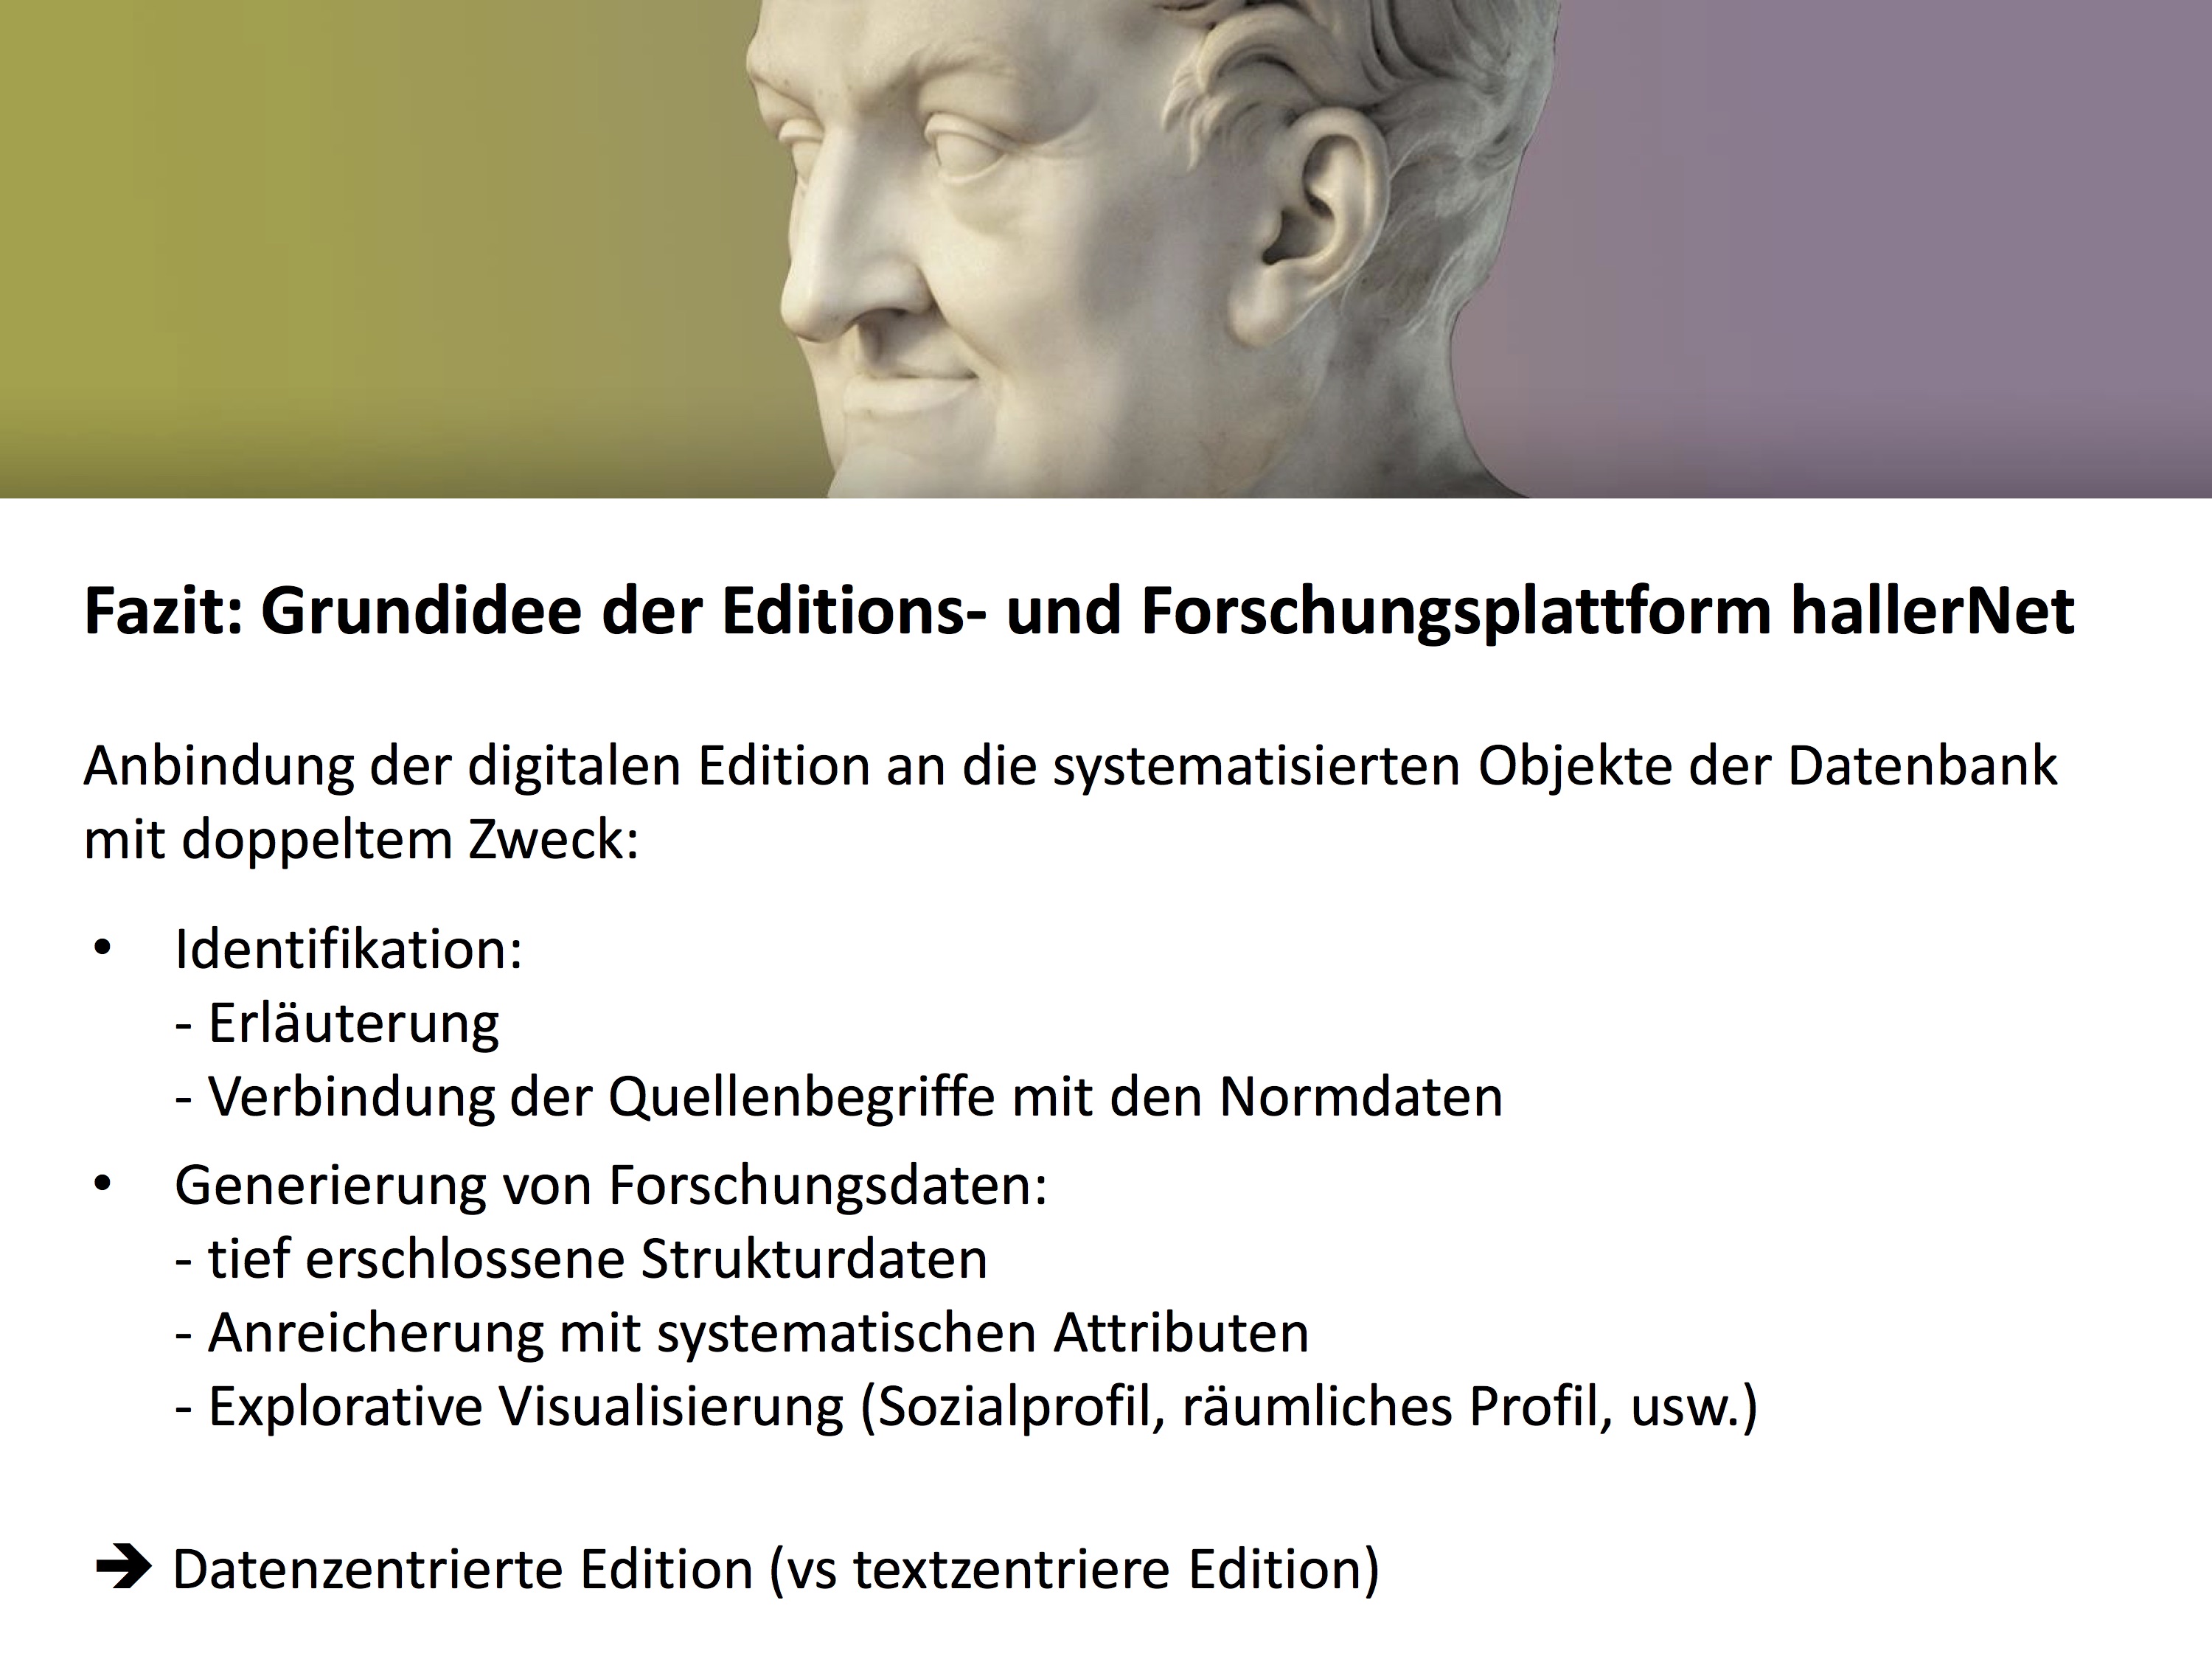 Fazit: Grundidee der Editions- und Forschungsplattform hallerNet
Anbindung der digitalen Edition an die systematisierten Objekte der Datenbank
mit doppeltem Zweck:
• Identifikation:
- Erläuterung
- Verbindung der Quellenbegriffe mit den Normdaten
• Generierung von Forschungsdaten:
- tief erschlossene Strukturdaten
- Anreicherung mit systematischen Attributen
- Explorative Visualisierung (Sozialprofil, räumliches Profil, usw.)
➔ Datenzentrierte Edition (vs textzentriere Edition)